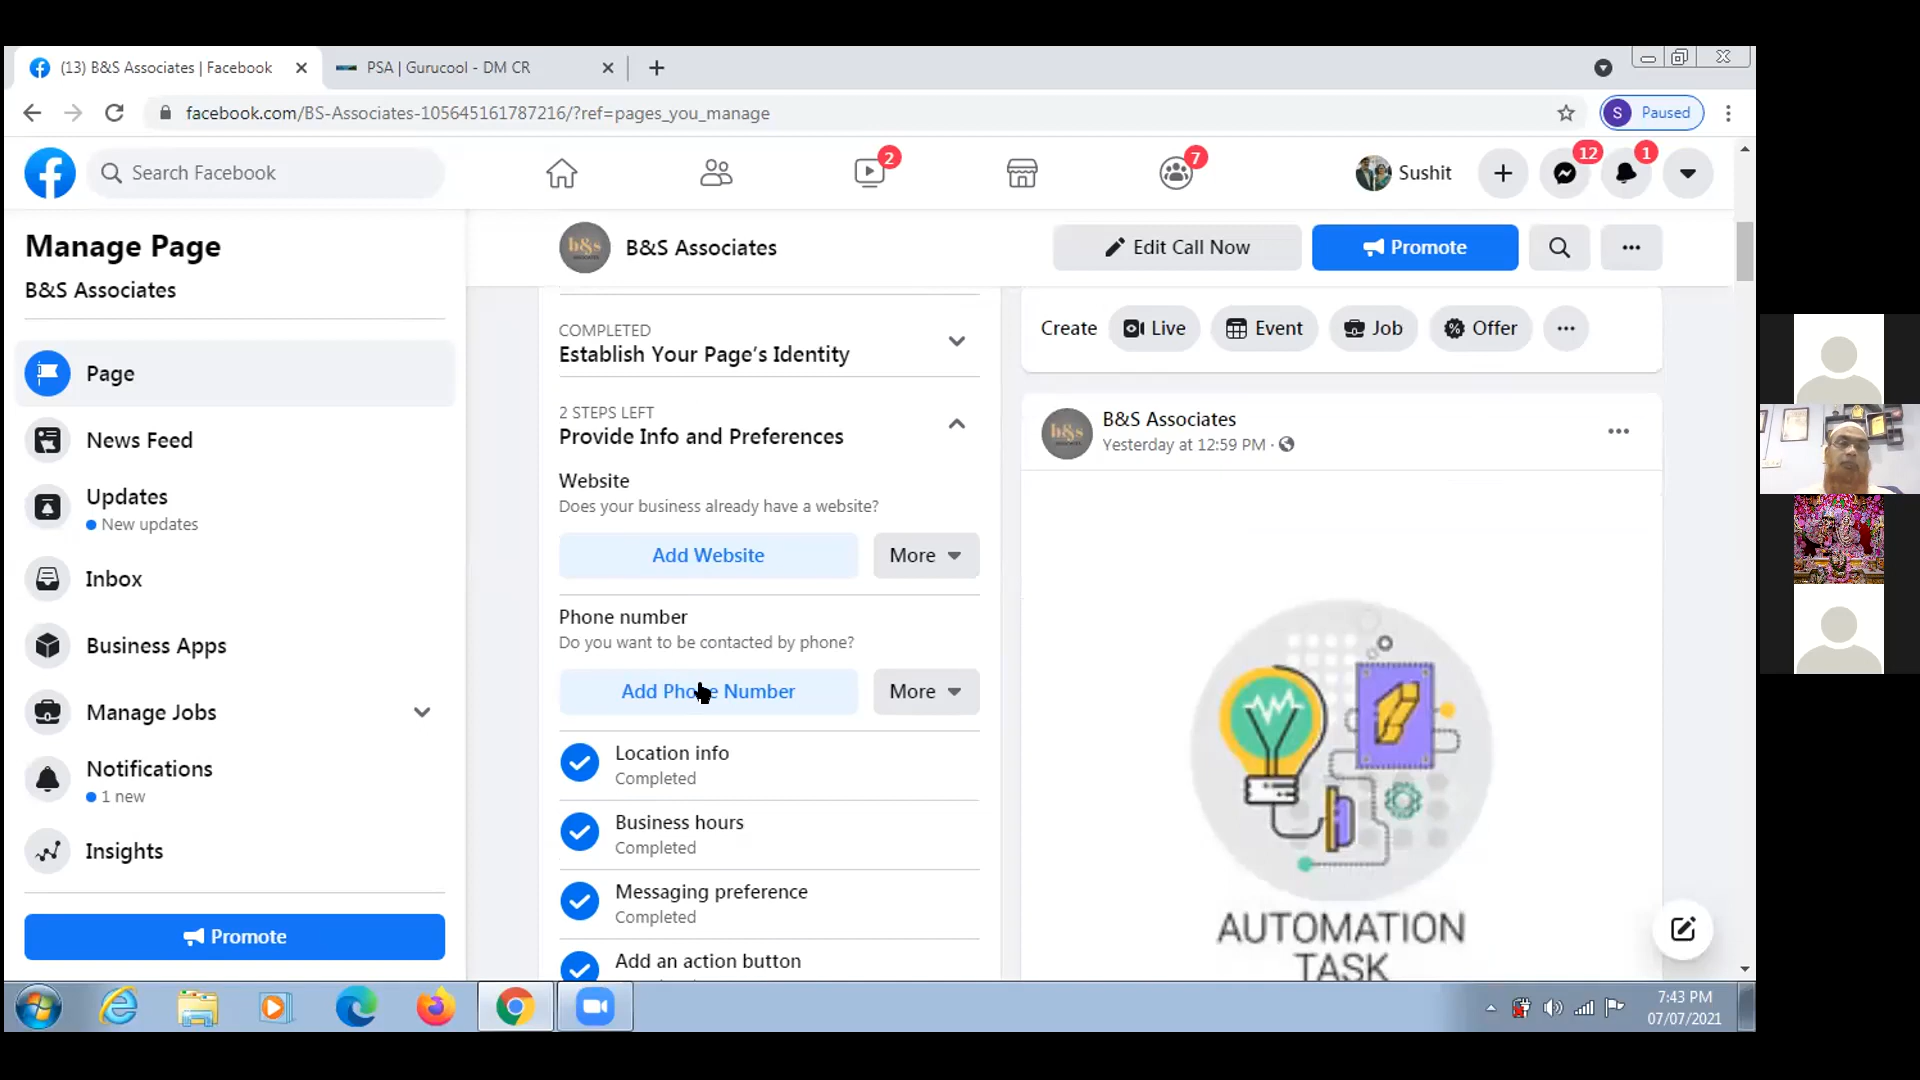 (13) B&S Associates | Facebook
PSA | Gurucool - DM CR
facebook.com/BS-Associates-105645161787216/?ref=pages_you_manage
S
Paused
Search Facebook
2
7
Sushit
12
1
Manage Page
B&S Associates
Page
News Feed
Updates
New updates
Inbox
Business Apps
Manage Jobs
Notifications
1 new
Insights
Promote
b&s
B&S Associates
Edit Call Now
Promote
COMPLETED
Establish Your Page's Identity
2 STEPS LEFT
Provide Info and Preferences
Website
Does your business already have a website?
Add Website
More
Phone number
Do you want to be contacted by phone?
Add Phone Number
More
Location info
Completed
Business hours
Completed
Messaging preference
Completed
Add an action button
Create
Live
Event
Job
Offer
b&s
B&S Associates
Yesterday at 12:59 PM ·
AUTOMATION
TASK
7:43 PM
07/07/2021